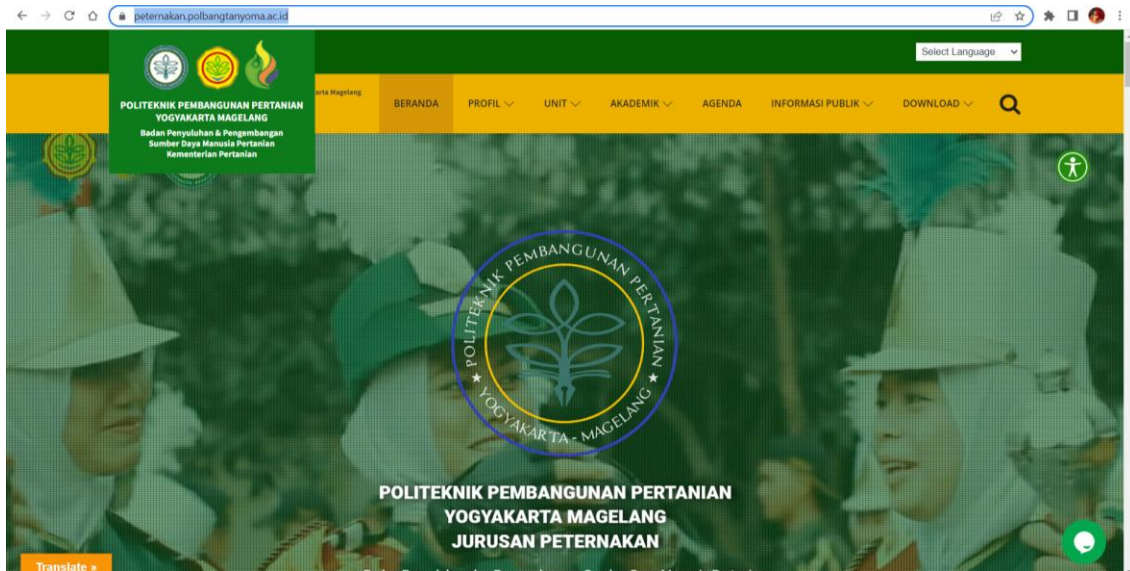 peternakan.polbangtanyoma.ac.id
Select Language
POLITEKNIK PEMBANGUNAN PERTANIAN
YOGYAKARTA MAGELANG
Badan Penyuluhan & Pengembangan
Sumber Daya Manusia Pertanian
Kementerian Pertanian
arta Magelang
BERANDA PROFIL UNIT AKADEMIK AGENDA INFORMASI PUBLIK DOWNLOAD
POLITEKNIK PEMBANGUNAN PERTANIAN
YOGYAKARTA - MAGELANG
POLITEKNIK PEMBANGUNAN PERTANIAN
YOGYAKARTA MAGELANG
JURUSAN PETERNAKAN
Translate »